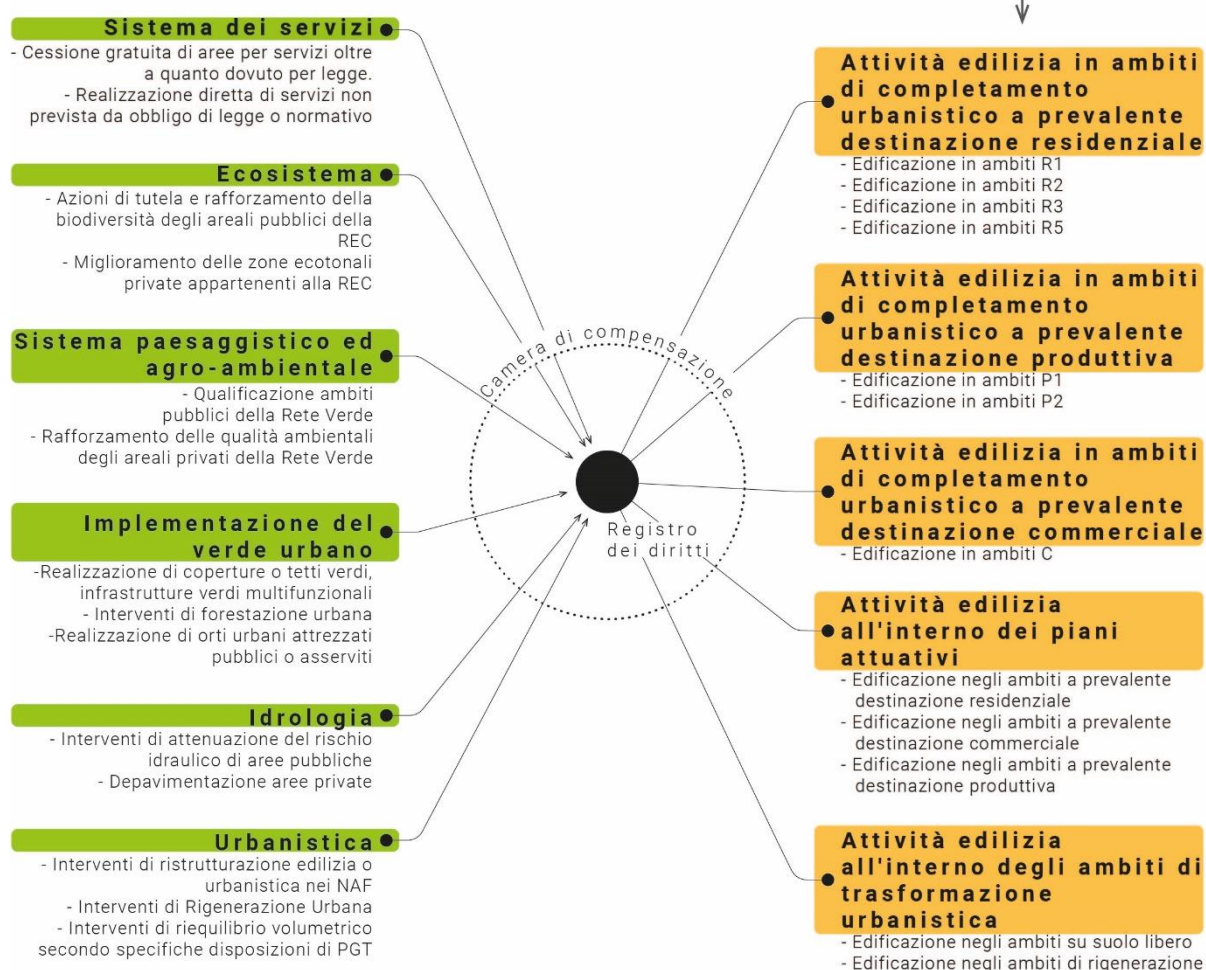 Sistema dei servizi
- Cessione gratuita di aree per servizi oltre
a quanto dovuto per legge.
- Realizzazione diretta di servizi non
prevista da obbligo di legge o normativo
Ecosistema
- Azioni di tutela e rafforzamento della
biodiversità degli areali pubblici della
REC
- Miglioramento delle zone ecotonali
private appartenenti alla REC
Sistema paesaggistico ed
agro-ambientale
- Qualificazione ambiti
pubblici della Rete Verde
- Rafforzamento delle qualità ambientali
degli areali privati della Rete Verde
Implementazione del
verde urbano
-Realizzazione di coperture o tetti verdi,
infrastrutture verdi multifunzionali
- Interventi di forestazione urbana
-Realizzazione di orti urbani attrezzati
pubblici o asserviti
Idrologia
- Interventi di attenuazione del rischio
idraulico di aree pubbliche
- Depavimentazione aree private
Urbanistica
- Interventi di ristrutturazione edilizia o
urbanistica nei NAF
- Interventi di Rigenerazione Urbana
- Interventi di riequilibrio volumetrico
secondo specifiche disposizioni di PGT
Camera di compensazione
Registro
dei diritti
Attività edilizia in ambiti
di completamento
urbanistico a prevalente
destinazione residenziale
- Edificazione in ambiti R1
- Edificazione in ambiti R2
- Edificazione in ambiti R3
- Edificazione in ambiti R5
Attività edilizia in ambiti
di completamento
urbanistico a prevalente
destinazione produttiva
- Edificazione in ambiti P1
- Edificazione in ambiti P2
Attività edilizia in ambiti
di completamento
urbanistico a prevalente
destinazione commerciale
- Edificazione in ambiti C
Attività edilizia
all'interno dei piani
attuativi
- Edificazione negli ambiti a prevalente
destinazione residenziale
- Edificazione negli ambiti a prevalente
destinazione commerciale
- Edificazione negli ambiti a prevalente
destinazione produttiva
Attività edilizia
all'interno degli ambiti di
trasformazione
urbanistica
- Edificazione negli ambiti su suolo libero
- Edificazione negli ambiti di rigenerazione